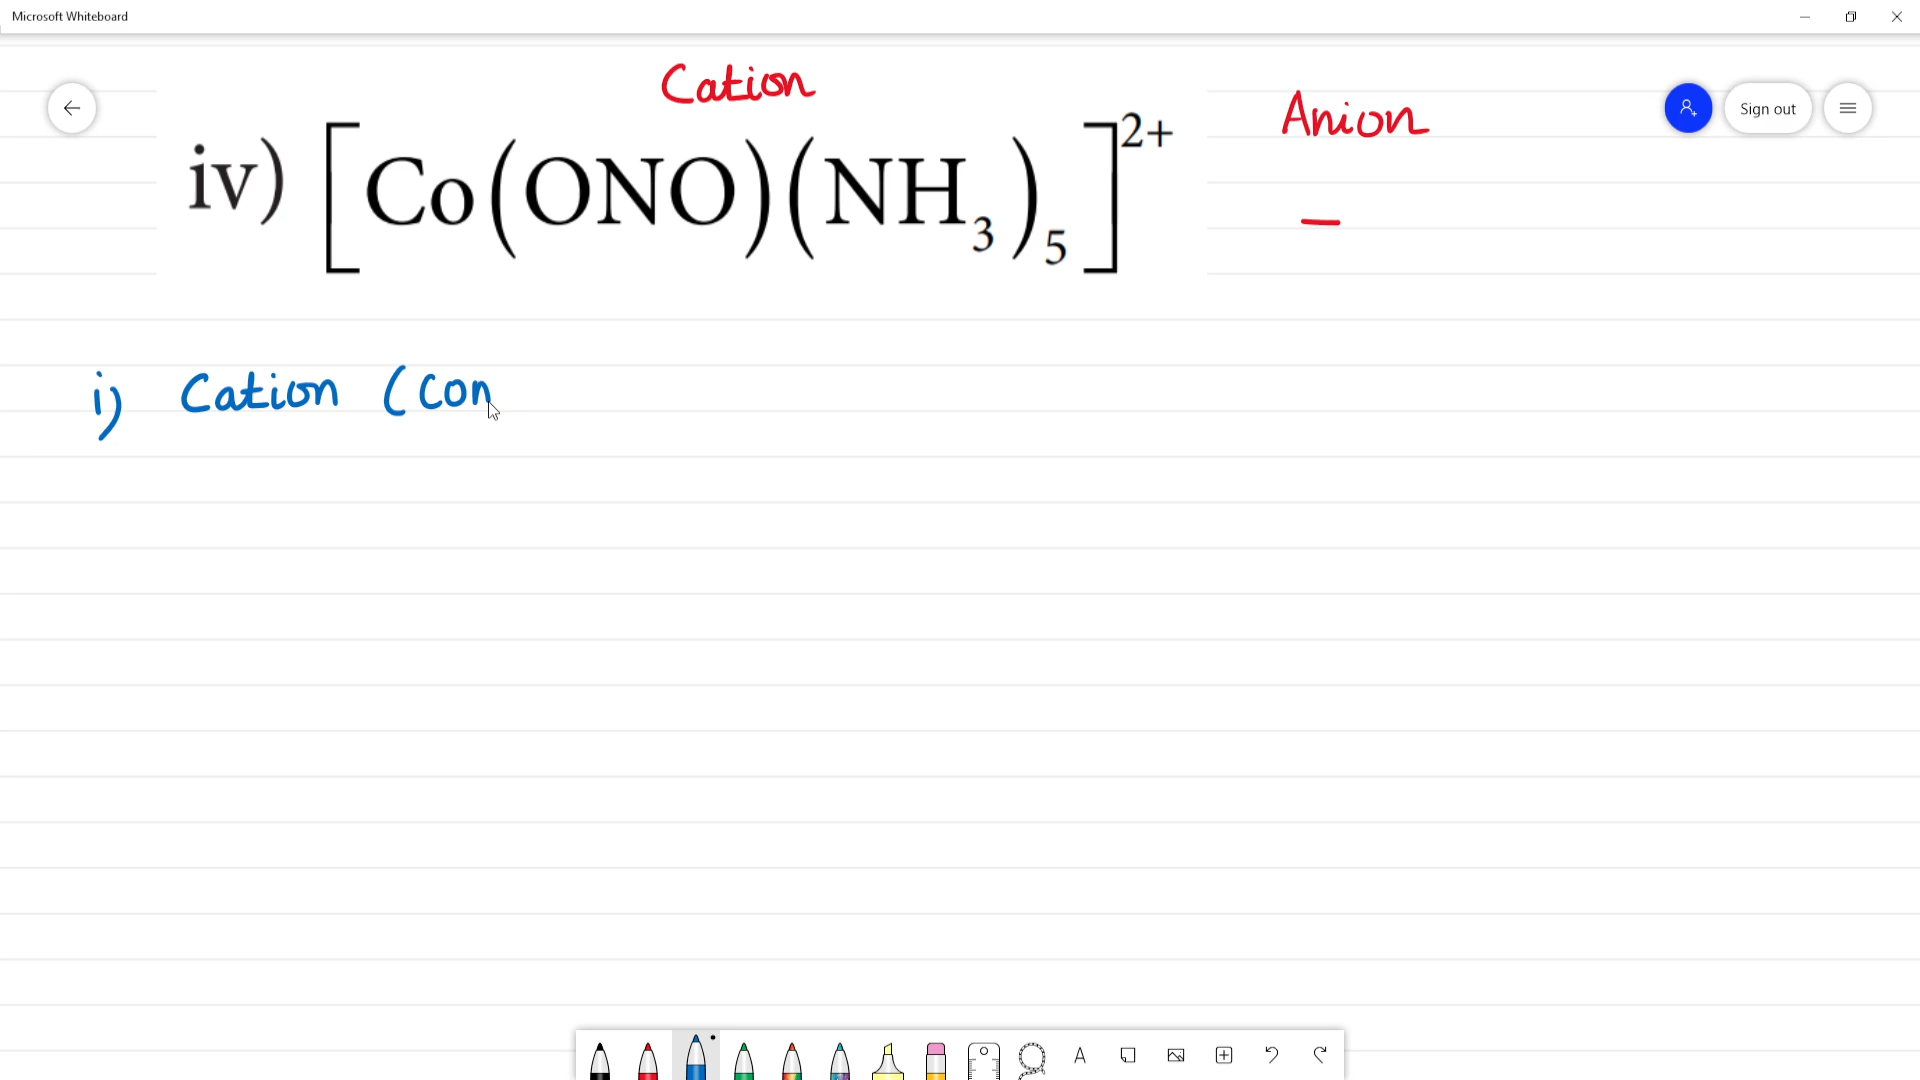 Microsoft Whiteboard
Cation
Anion
Sign out
iv) [Co(ONO)(NH₃)₅]²⁺
—
i) Cation (con
A